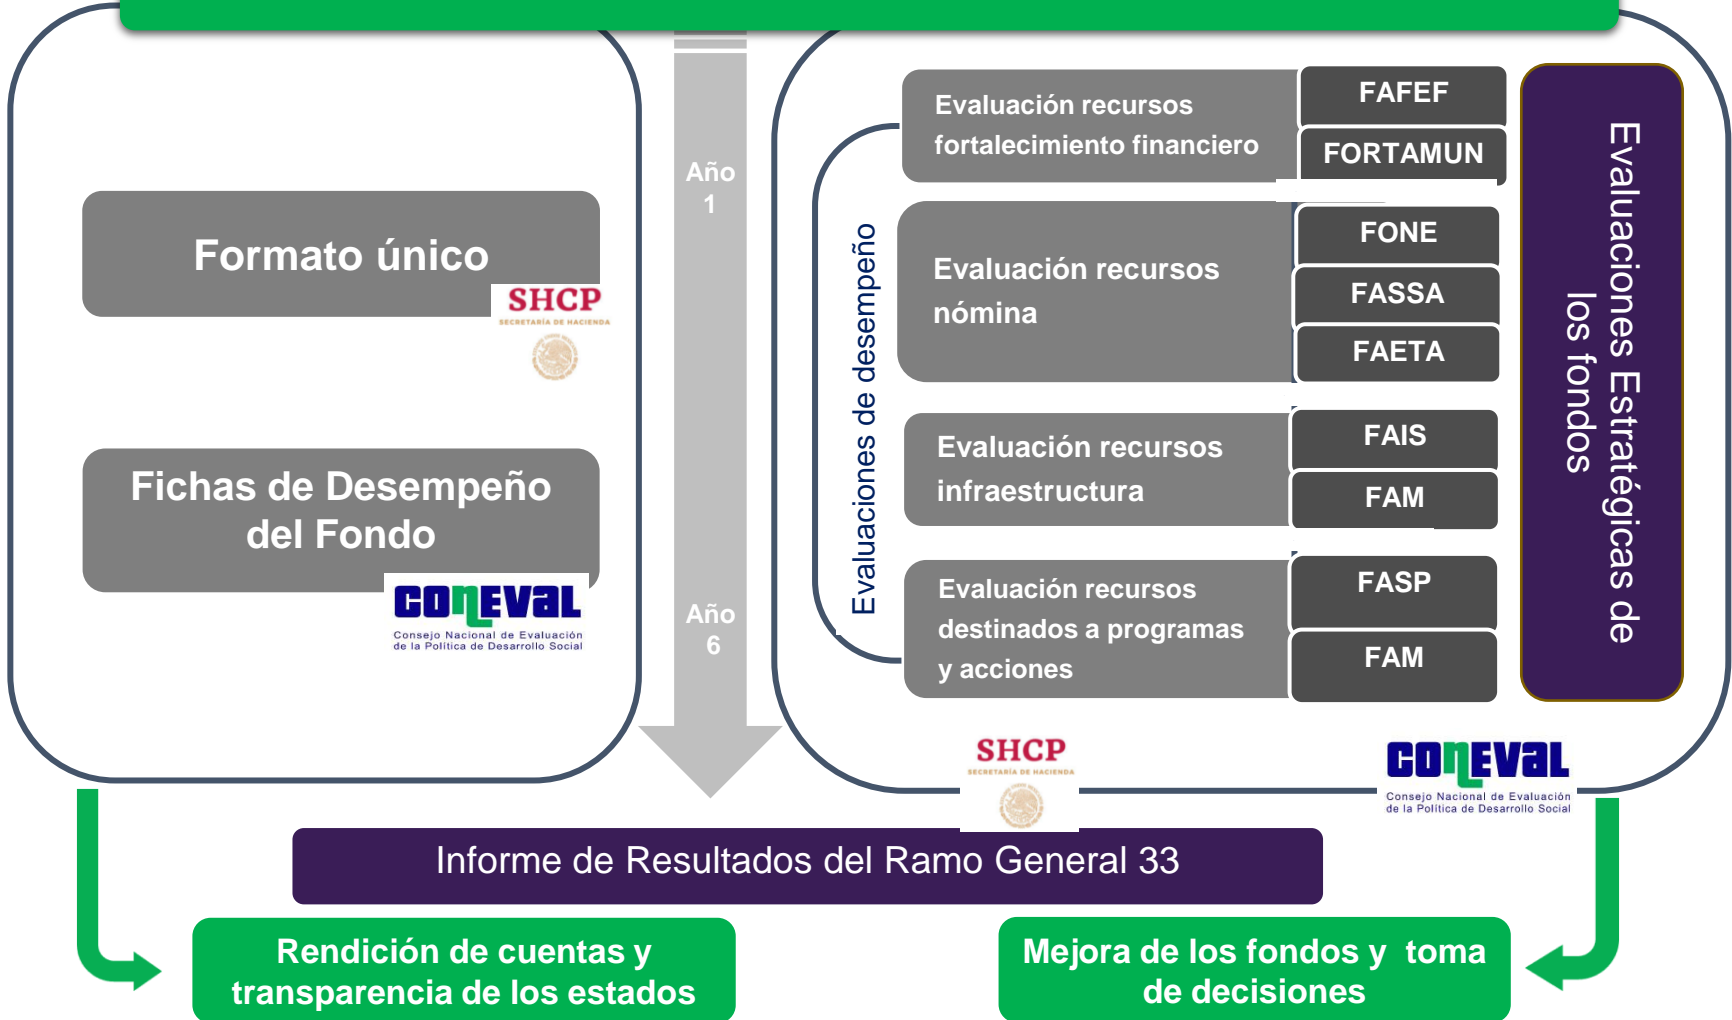 Formato único
SHCP
SECRETARÍA DE HACIENDA
Fichas de Desempeño
del Fondo
CONEVAL
Consejo Nacional de Evaluación
de la Política de Desarrollo Social
Año
1
Año
6
Evaluaciones de desempeño
Evaluación recursos
fortalecimiento financiero
FAFEF
FORTAMUN
Evaluación recursos
nómina
FONE
FASSA
FAETA
Evaluación recursos
infraestructura
FAIS
FAM
Evaluación recursos
destinados a programas
y acciones
FASP
FAM
Evaluaciones Estratégicas de
los fondos
SHCP
SECRETARÍA DE HACIENDA
CONEVAL
Consejo Nacional de Evaluación
de la Política de Desarrollo Social
Informe de Resultados del Ramo General 33
Rendición de cuentas y
transparencia de los estados
Mejora de los fondos y toma
de decisiones